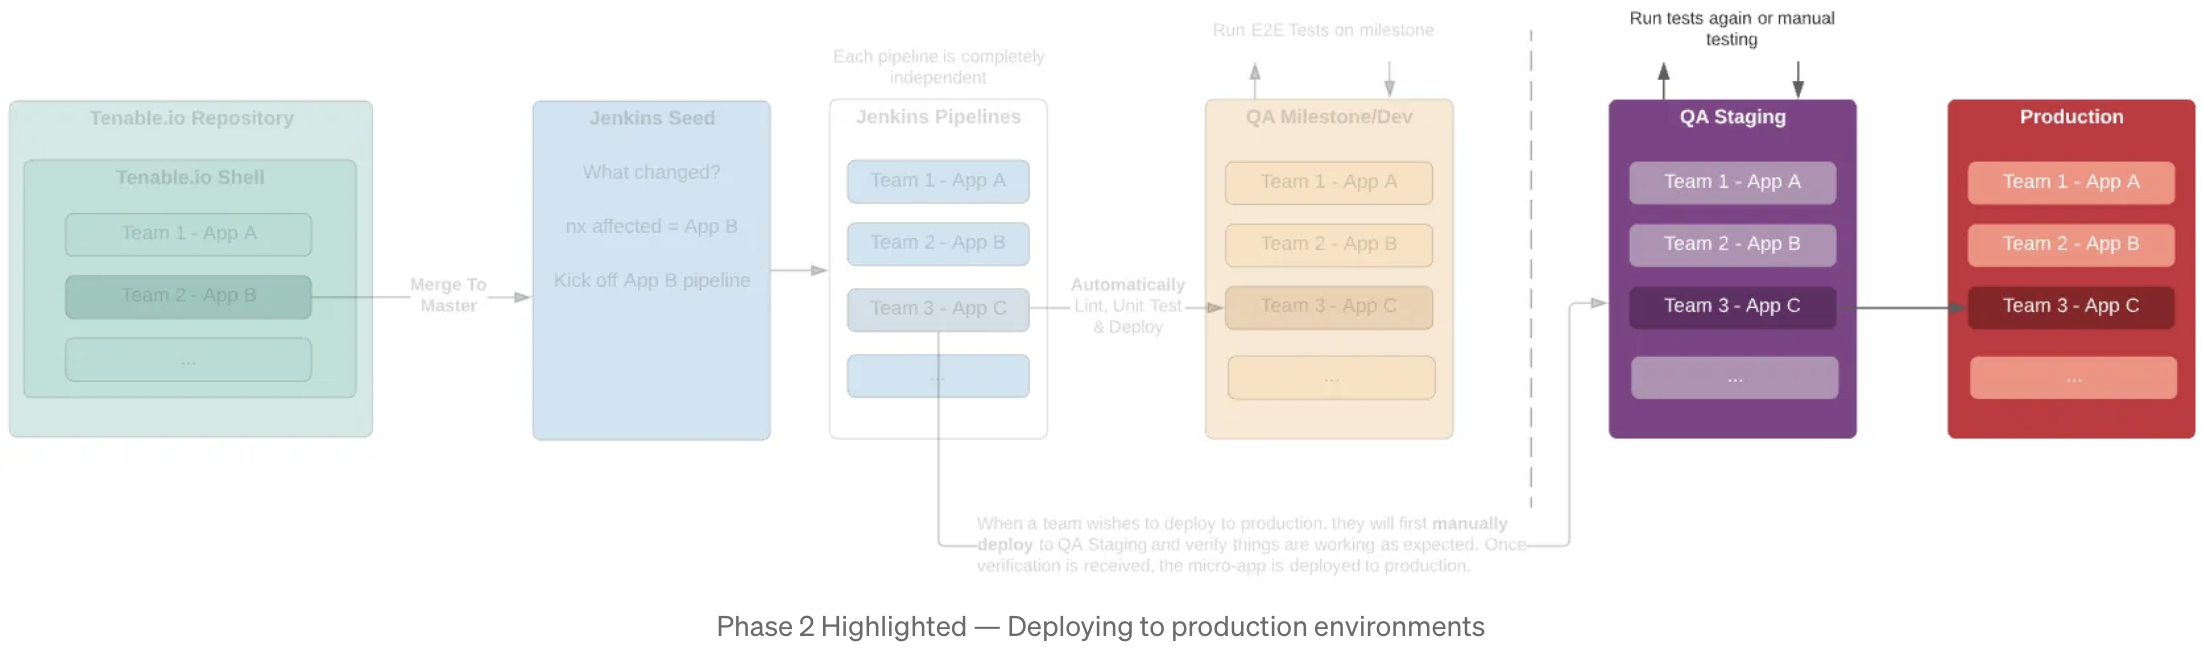 Tenable.io Repository
Tenable.io Shell
Team 1 - App A
Team 2 - App B
...
Merge To
Master
Jenkins Seed
What changed?
nx affected = App B
Kick off App B pipeline
Each pipeline is completely
independent
Jenkins Pipelines
Team 1 - App A
Team 2 - App B
Team 3 - App C
...
Automatically
Lint, Unit Test
& Deploy
Run E2E Tests on milestone
QA Milestone/Dev
Team 1 - App A
Team 2 - App B
Team 3 - App C
...
When a team wishes to deploy to production, they will first manually
deploy to QA Staging and verify things are working as expected. Once
verification is received, the micro-app is deployed to production.
Run tests again or manual
testing
QA Staging
Team 1 - App A
Team 2 - App B
Team 3 - App C
...
Production
Team 1 - App A
Team 2 - App B
Team 3 - App C
...
Phase 2 Highlighted — Deploying to production environments